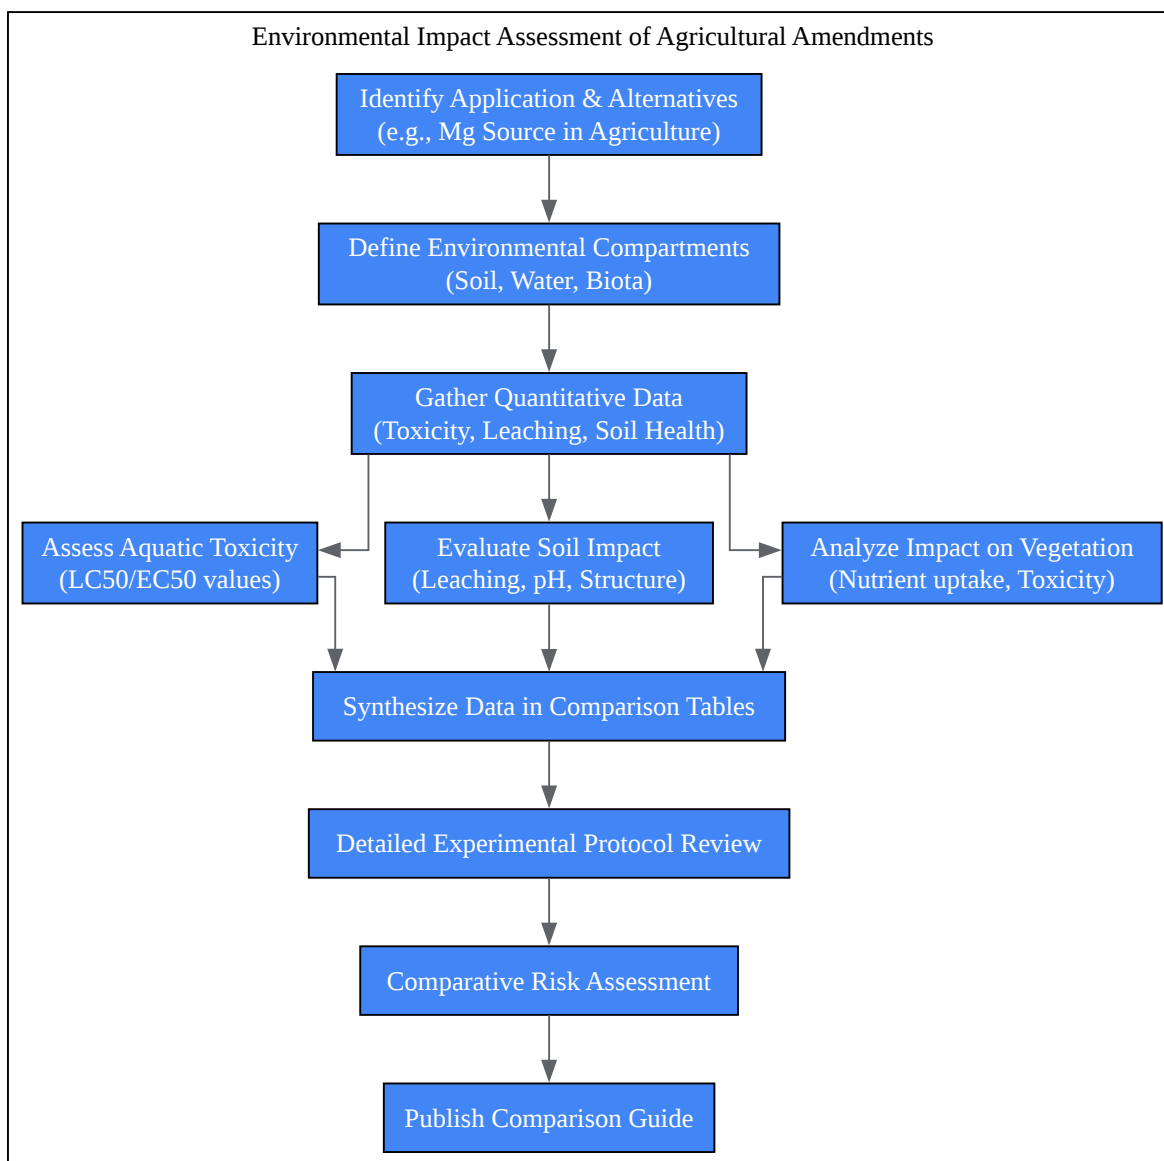 Environmental Impact Assessment of Agricultural Amendments
Identify Application & Alternatives
(e.g., Mg Source in Agriculture)
Define Environmental Compartments
(Soil, Water, Biota)
Gather Quantitative Data
(Toxicity, Leaching, Soil Health)
Assess Aquatic Toxicity
(LC50/EC50 values)
Evaluate Soil Impact
(Leaching, pH, Structure)
Analyze Impact on Vegetation
(Nutrient uptake, Toxicity)
Synthesize Data in Comparison Tables
Detailed Experimental Protocol Review
Comparative Risk Assessment
Publish Comparison Guide